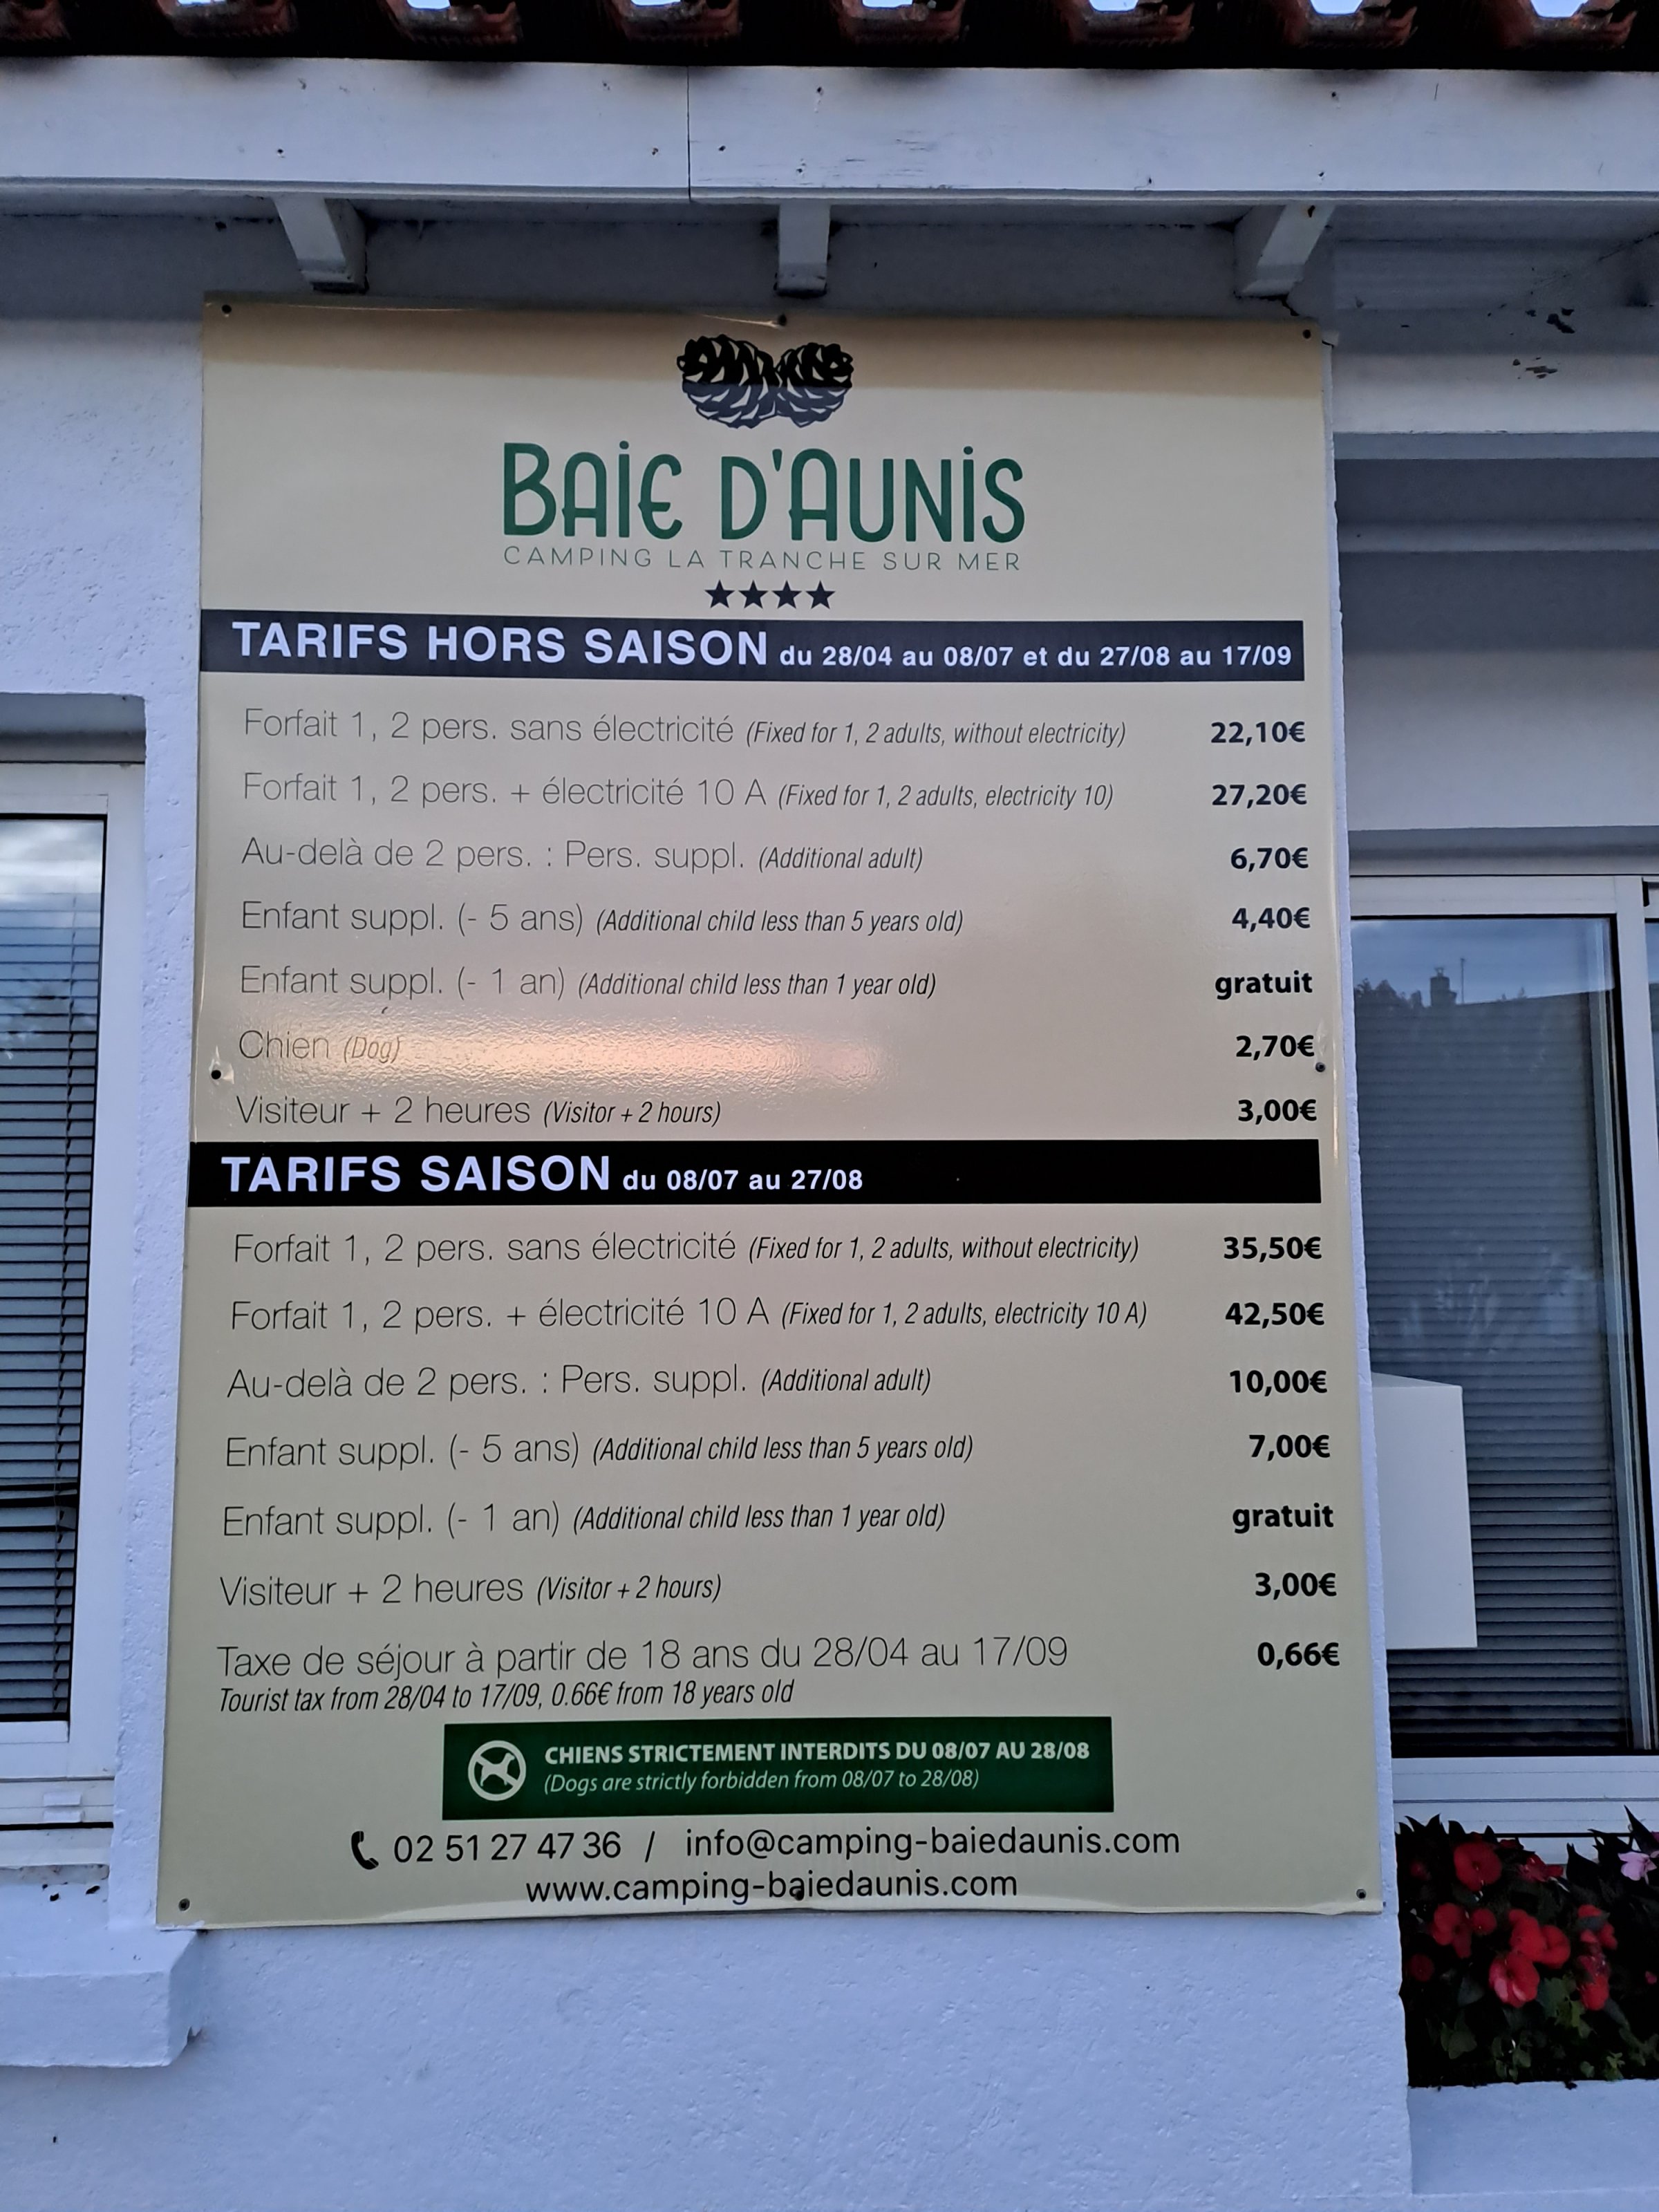 BAIE D'AUNIS
CAMPING LA TRANCHE SUR MER
TARIFS HORS SAISON du 28/04 au 08/07 et du 27/08 au 17/09
Forfait 1, 2 pers. sans électricité (Fixed for 1, 2 adults, without electricity) 22,10€
Forfait 1, 2 pers. + électricité 10 A (Fixed for 1, 2 adults, electricity 10) 27,20€
Au-delà de 2 pers. : Pers. suppl. (Additional adult) 6,70€
Enfant suppl. (- 5 ans) (Additional child less than 5 years old) 4,40€
Enfant suppl. (- 1 an) (Additional child less than 1 year old) gratuit
Chien (Dog) 2,70€
Visiteur + 2 heures (Visitor + 2 hours) 3,00€
TARIFS SAISON du 08/07 au 27/08
Forfait 1, 2 pers. sans électricité (Fixed for 1, 2 adults, without electricity) 35,50€
Forfait 1, 2 pers. + électricité 10 A (Fixed for 1, 2 adults, electricity 10 A) 42,50€
Au-delà de 2 pers. : Pers. suppl. (Additional adult) 10,00€
Enfant suppl. (- 5 ans) (Additional child less than 5 years old) 7,00€
Enfant suppl. (- 1 an) (Additional child less than 1 year old) gratuit
Visiteur + 2 heures (Visitor + 2 hours) 3,00€
Taxe de séjour à partir de 18 ans du 28/04 au 17/09 0,66€
Tourist tax from 28/04 to 17/09, 0.66€ from 18 years old
CHIENS STRICTEMENT INTERDITS DU 08/07 AU 28/08
(Dogs are strictly forbidden from 08/07 to 28/08)
02 51 27 47 36 / info@camping-baiedaunis.com
www.camping-baiedaunis.com